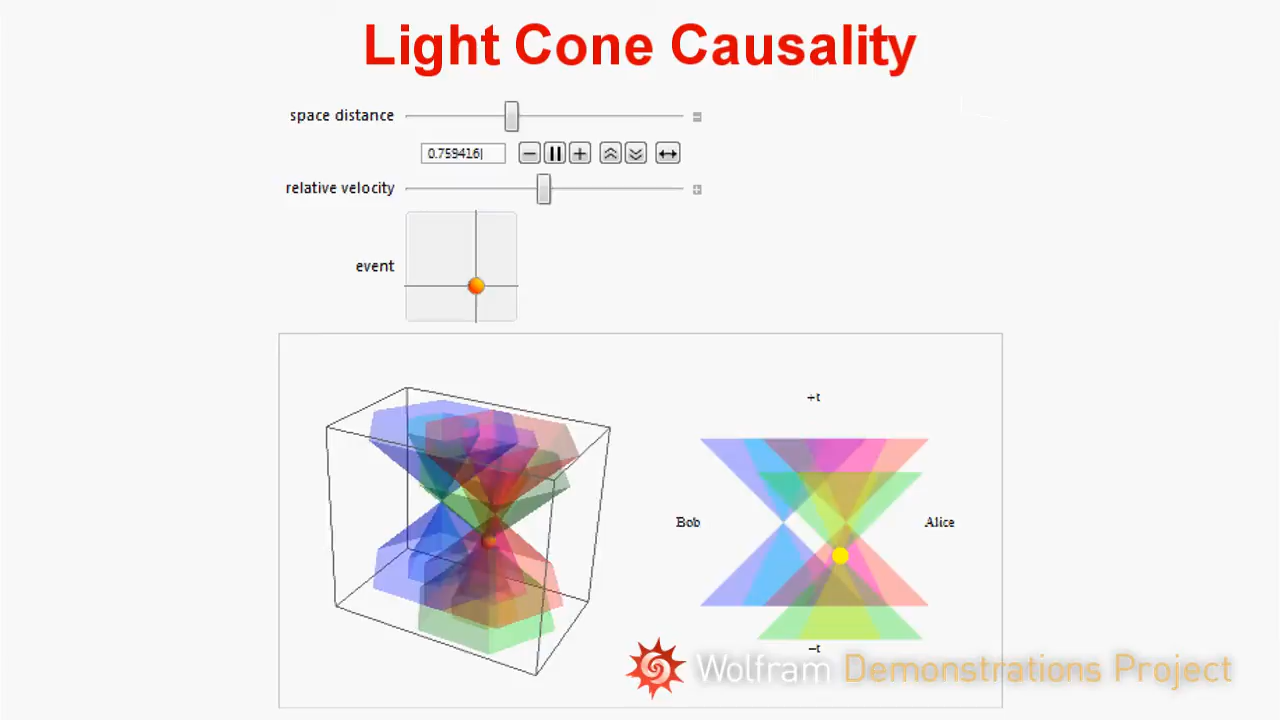 Light Cone Causality
space distance
0.759416
relative velocity
event
+t
Bob
Alice
−t
Wolfram Demonstrations Project